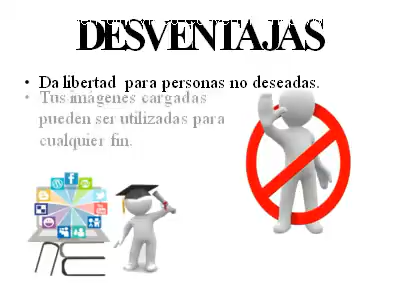 DESVENTAJAS
• Da libertad para personas no deseadas.
• Tus imágenes cargadas
pueden ser utilizadas para
cualquier fin.